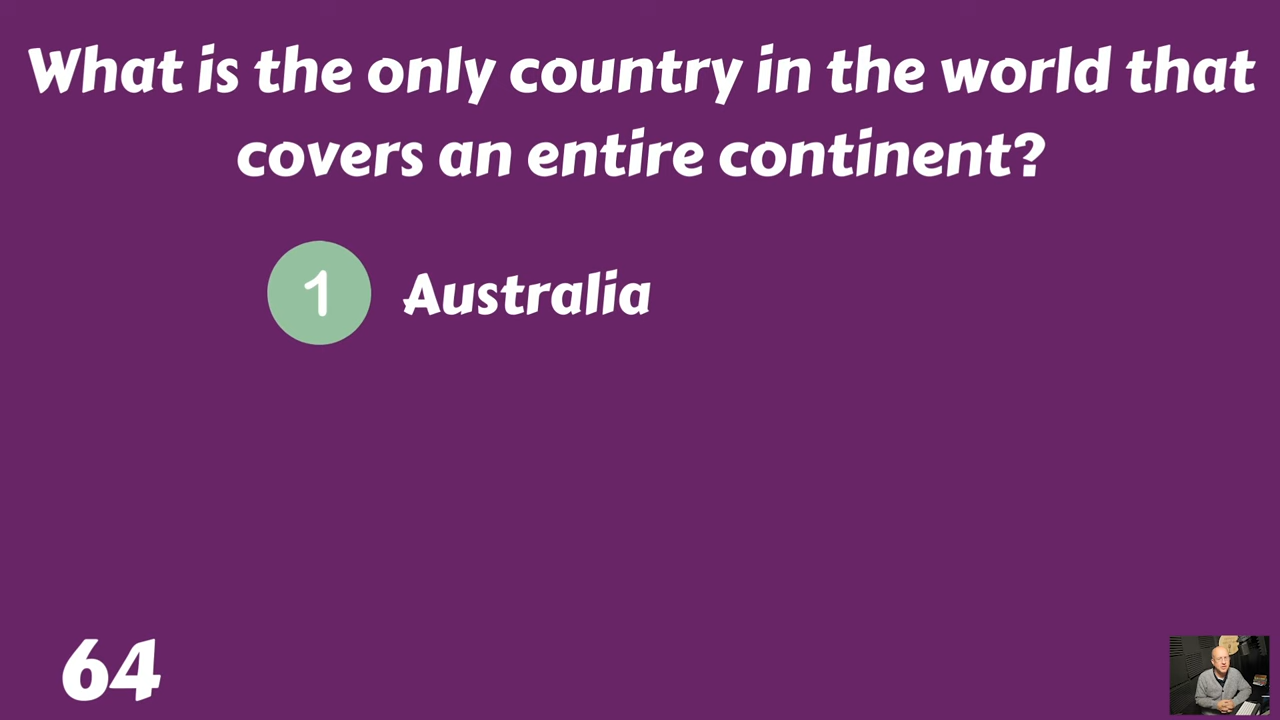 What is the only country in the world that
covers an entire continent?
1 Australia
64